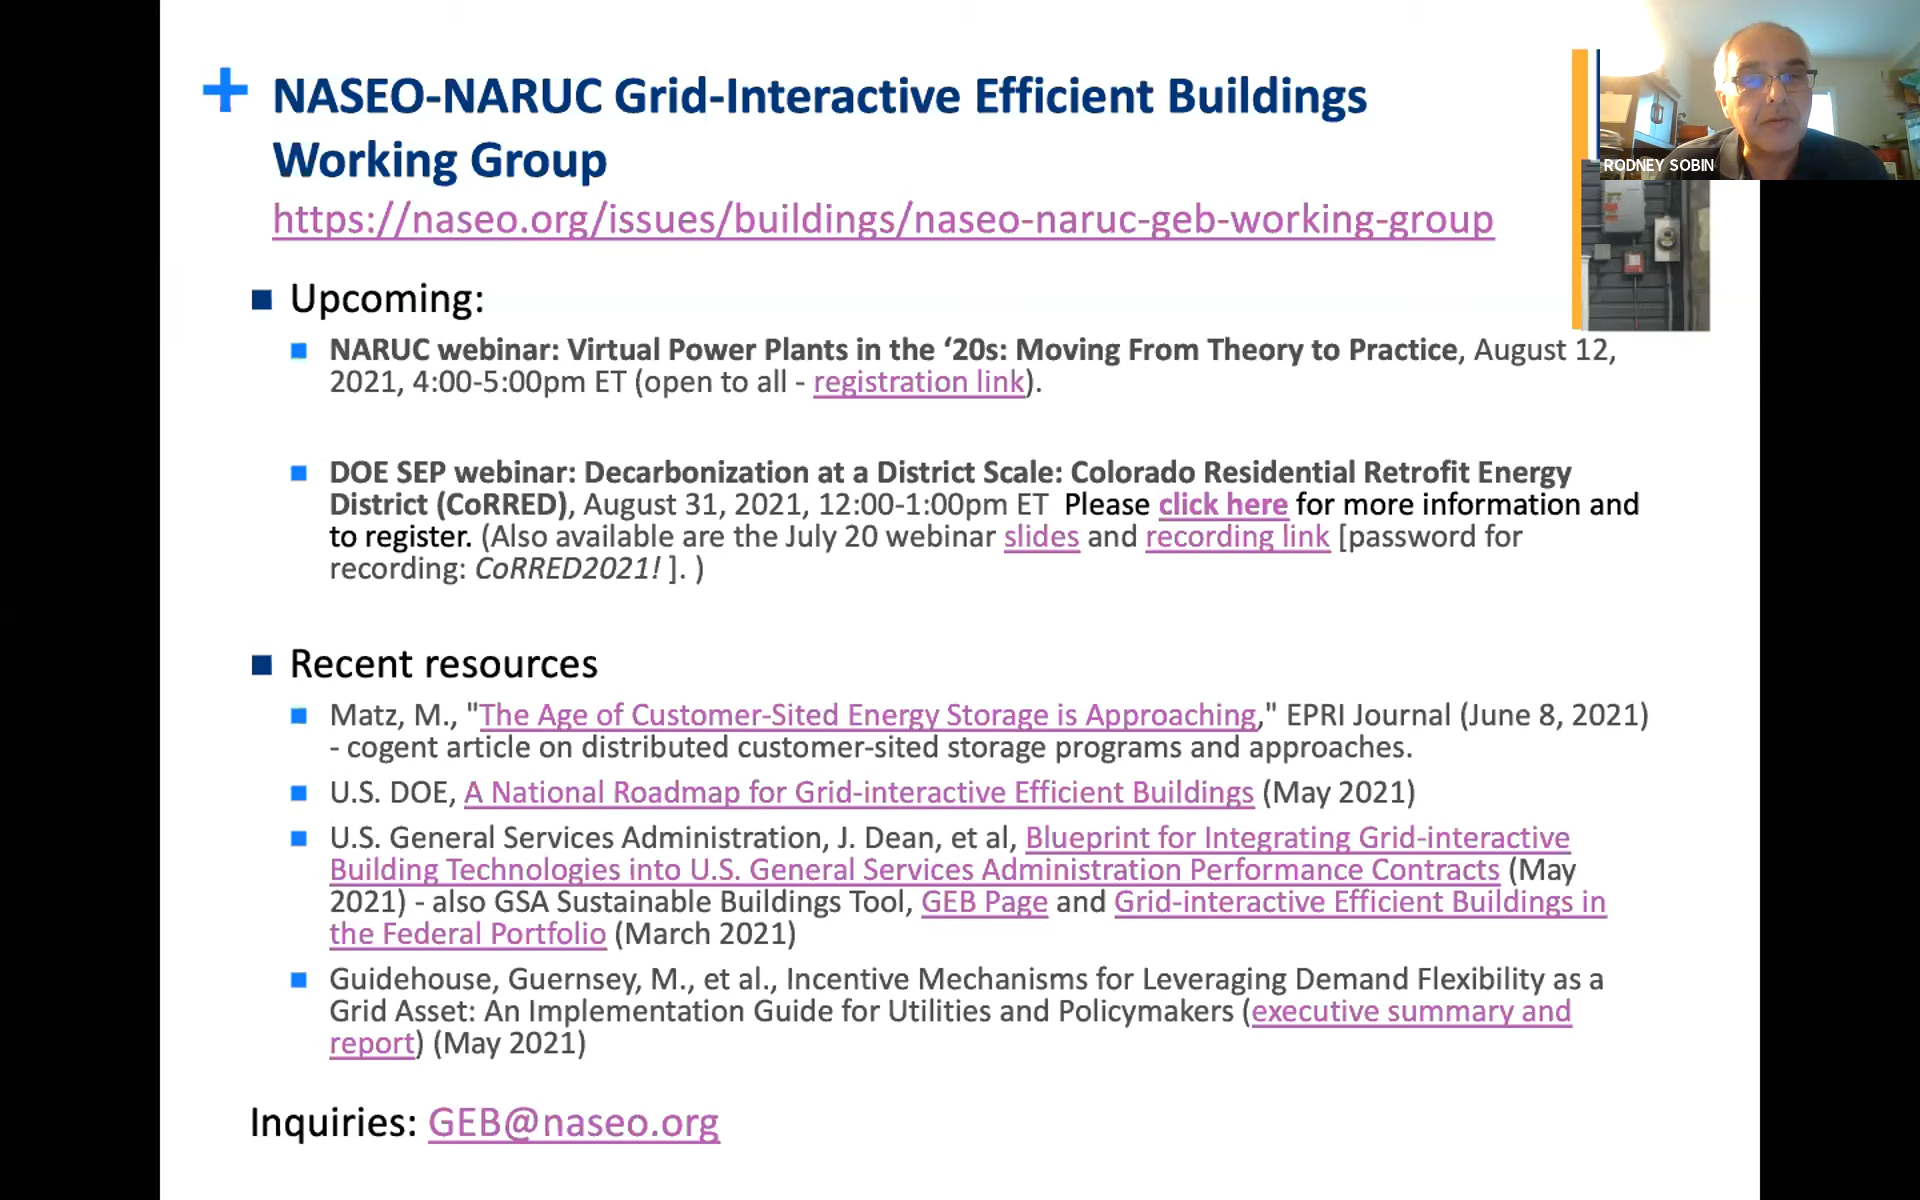 NASEO-NARUC Grid-Interactive Efficient Buildings
Working Group
https://naseo.org/issues/buildings/naseo-naruc-geb-working-group
RODNEY SOBIN
Upcoming:
NARUC webinar: Virtual Power Plants in the ‘20s: Moving From Theory to Practice, August 12,
2021, 4:00-5:00pm ET (open to all - registration link).
DOE SEP webinar: Decarbonization at a District Scale: Colorado Residential Retrofit Energy
District (CoRRED), August 31, 2021, 12:00-1:00pm ET Please click here for more information and
to register. (Also available are the July 20 webinar slides and recording link [password for
recording: CoRRED2021! ]. )
Recent resources
Matz, M., "The Age of Customer-Sited Energy Storage is Approaching," EPRI Journal (June 8, 2021)
- cogent article on distributed customer-sited storage programs and approaches.
U.S. DOE, A National Roadmap for Grid-interactive Efficient Buildings (May 2021)
U.S. General Services Administration, J. Dean, et al, Blueprint for Integrating Grid-interactive
Building Technologies into U.S. General Services Administration Performance Contracts (May
2021) - also GSA Sustainable Buildings Tool, GEB Page and Grid-interactive Efficient Buildings in
the Federal Portfolio (March 2021)
Guidehouse, Guernsey, M., et al., Incentive Mechanisms for Leveraging Demand Flexibility as a
Grid Asset: An Implementation Guide for Utilities and Policymakers (executive summary and
report) (May 2021)
Inquiries: GEB@naseo.org